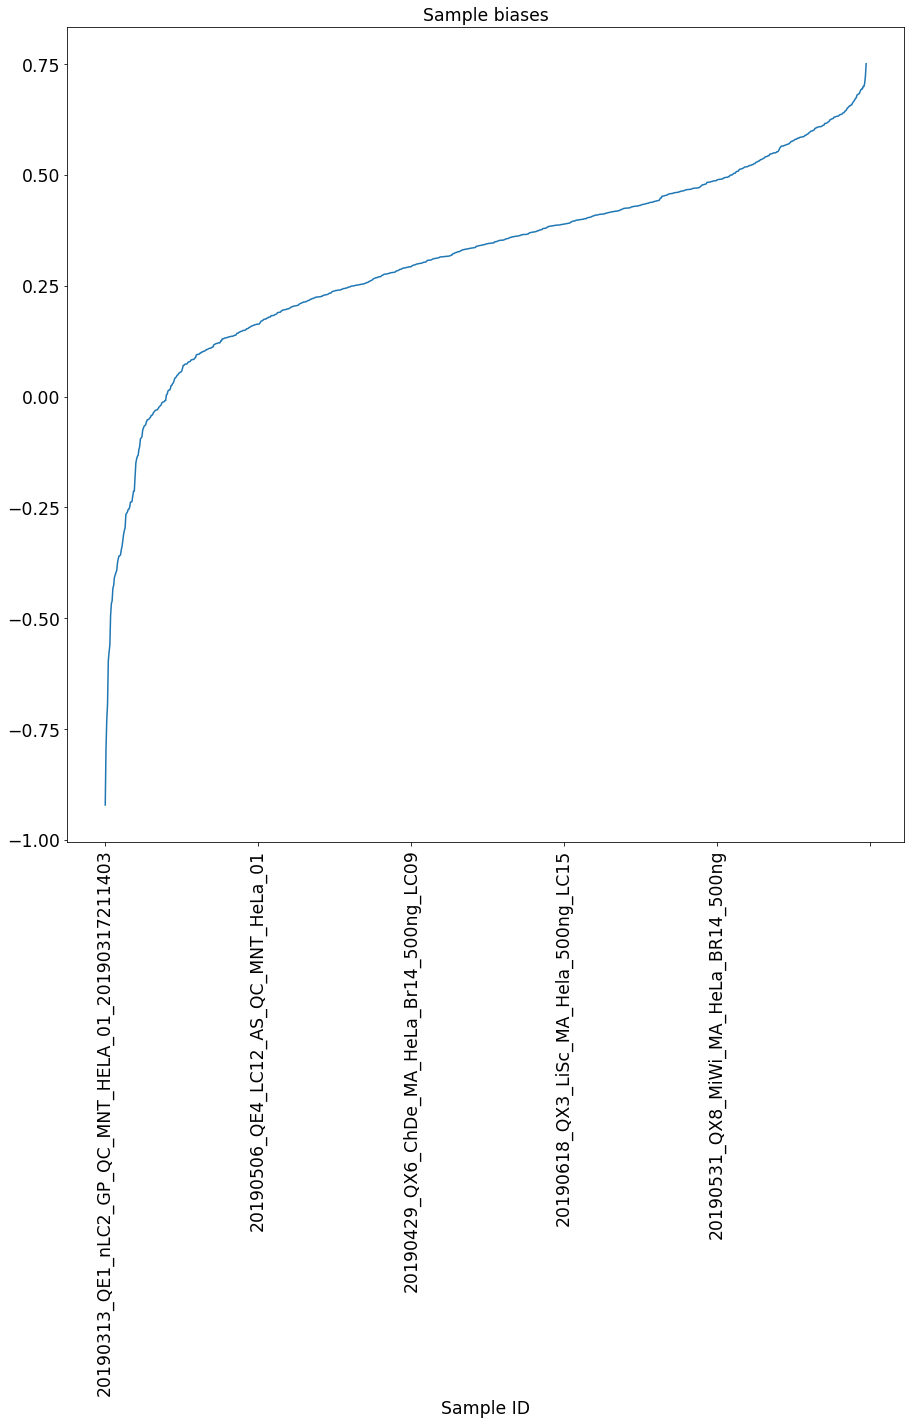 Sample biases
0.75
0.50
0.25
0.00
−0.25
−0.50
−0.75
−1.00
20190313_QE1_nLC2_GP_QC_MNT_HELA_01_20190317211403
20190506_QE4_LC12_AS_QC_MNT_HeLa_01
20190429_QX6_ChDe_MA_HeLa_Br14_500ng_LC09
20190618_QX3_LiSc_MA_Hela_500ng_LC15
20190531_QX8_MiWi_MA_HeLa_BR14_500ng
Sample ID